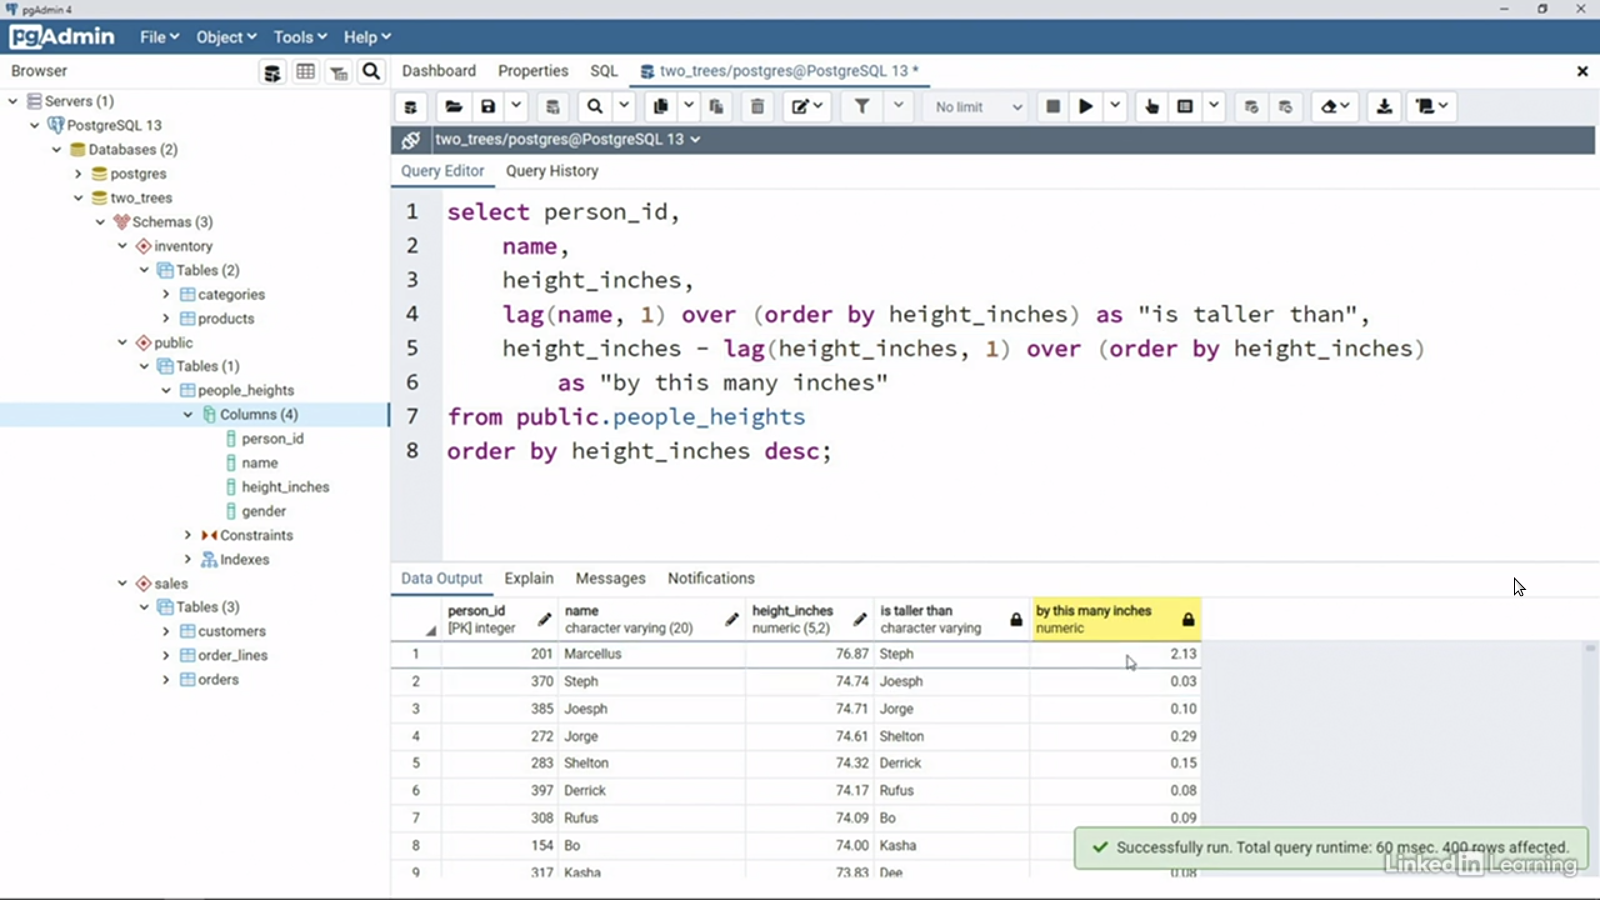 pgAdmin 4
pgAdmin File Object Tools Help
Browser
Dashboard Properties SQL two_trees/postgres@PostgreSQL 13 *
No limit
two_trees/postgres@PostgreSQL 13
Query Editor Query History
Servers (1)
PostgreSQL 13
Databases (2)
postgres
two_trees
Schemas (3)
inventory
Tables (2)
categories
products
public
Tables (1)
people_heights
Columns (4)
person_id
name
height_inches
gender
Constraints
Indexes
sales
Tables (3)
customers
order_lines
orders
1 select person_id,
2 name,
3 height_inches,
4 lag(name, 1) over (order by height_inches) as "is taller than",
5 height_inches - lag(height_inches, 1) over (order by height_inches)
6 as "by this many inches"
7 from public.people_heights
8 order by height_inches desc;
Data Output Explain Messages Notifications
person_id name height_inches is taller than by this many inches
[PK] integer character varying (20) numeric (5,2) character varying numeric
1 201 Marcellus 76.87 Steph 2.13
2 370 Steph 74.74 Joesph 0.03
3 385 Joesph 74.71 Jorge 0.10
4 272 Jorge 74.61 Shelton 0.29
5 283 Shelton 74.32 Derrick 0.15
6 397 Derrick 74.17 Rufus 0.08
7 308 Rufus 74.09 Bo 0.09
8 154 Bo 74.00 Kasha
9 317 Kasha 73.83 Dee 0.08
Successfully run. Total query runtime: 60 msec. 400 rows affected.
Linked in Learning